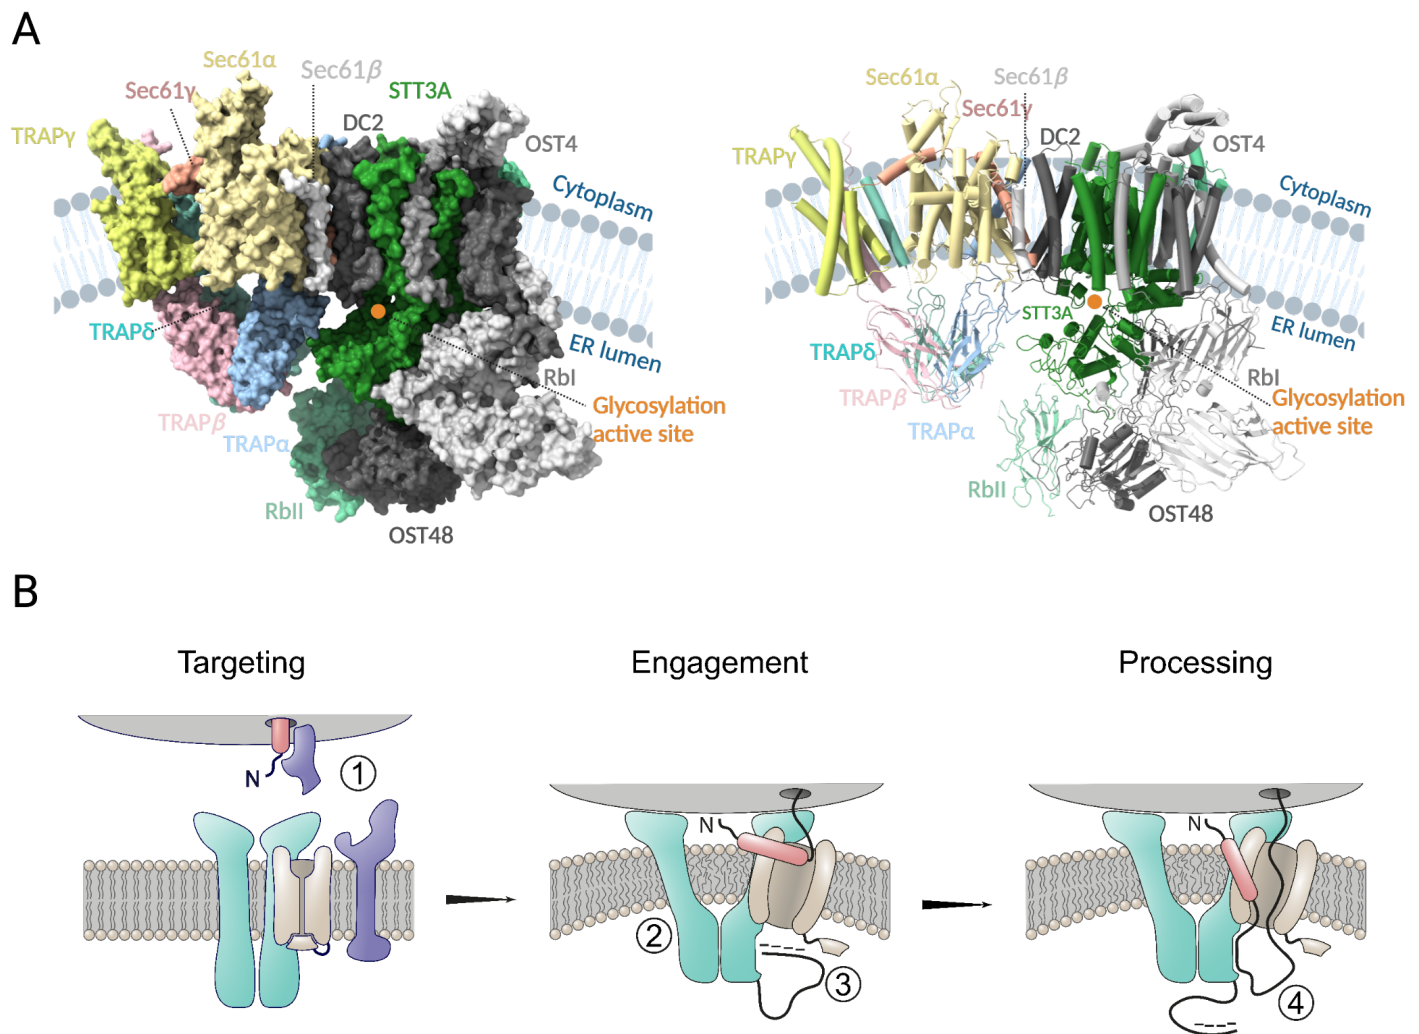 A
Sec61α
Sec61β
Sec61γ
STT3A
TRAPγ
DC2
OST4
Cytoplasm
ER lumen
TRAPδ
RbI
TRAPβ
TRAPα
Glycosylation
active site
RbII
OST48
Sec61α
Sec61β
Sec61γ
DC2
OST4
TRAPγ
Cytoplasm
STT3A
ER lumen
TRAPδ
RbI
TRAPβ
Glycosylation
active site
TRAPα
RbII
OST48
B
Targeting
Engagement
Processing
N
1
N
2
3
N
4